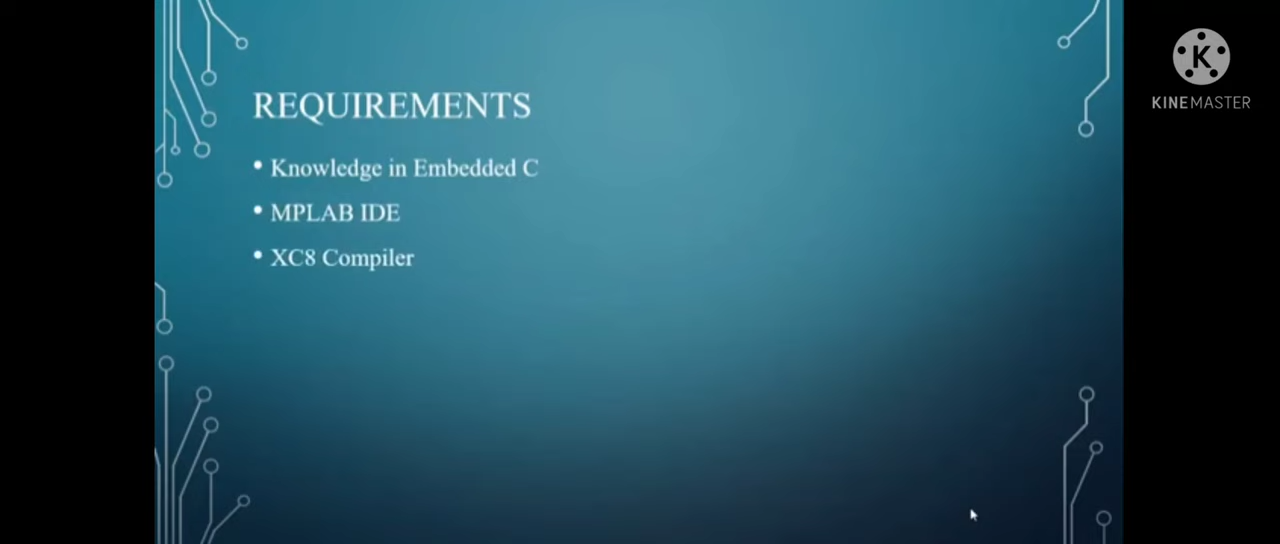 REQUIREMENTS
• Knowledge in Embedded C
• MPLAB IDE
• XC8 Compiler
K
KINEMASTER